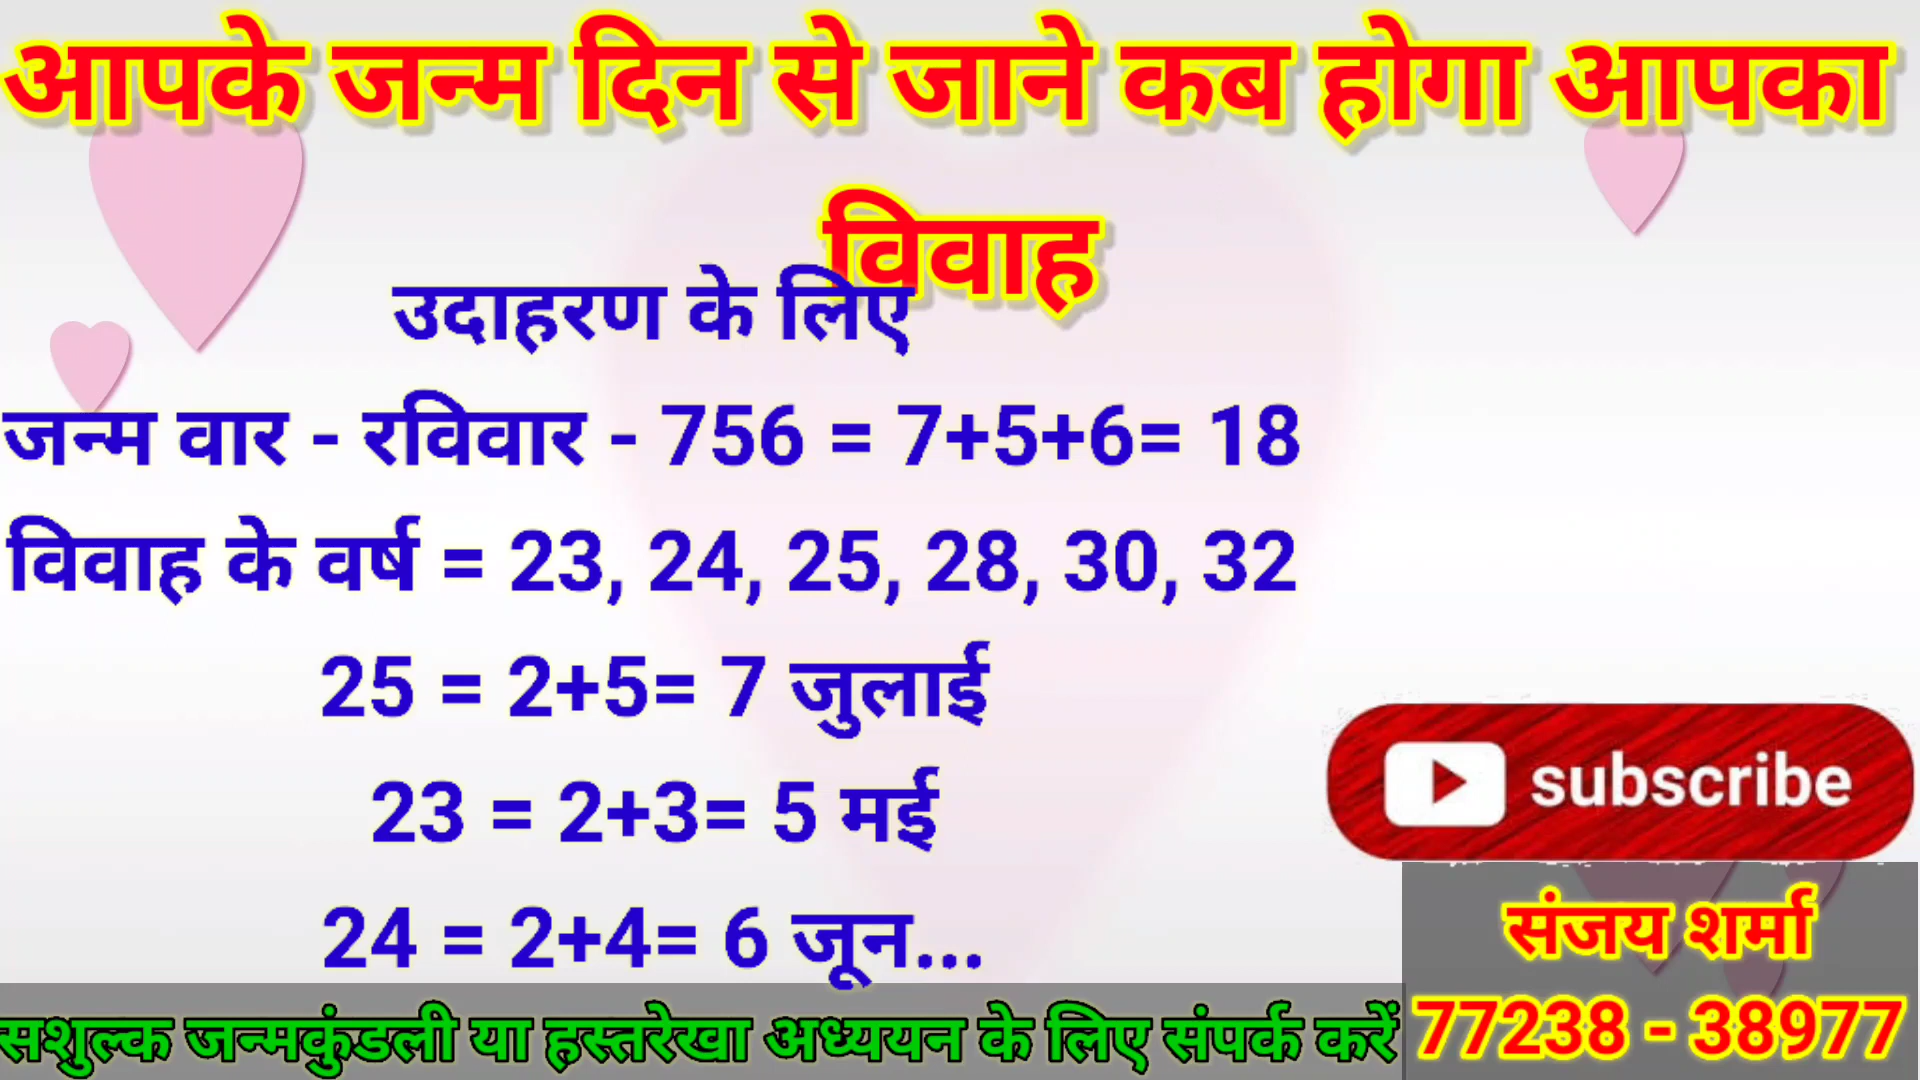 आपके जन्म दिन से जाने कब होगा आपका
विवाह
उदाहरण के लिए
जन्म वार - रविवार - 756 = 7+5+6= 18
विवाह के वर्ष = 23, 24, 25, 28, 30, 32
25 = 2+5= 7 जुलाई
23 = 2+3= 5 मई
24 = 2+4= 6 जून...
subscribe
संजय शर्मा
77238 - 38977
सशुल्क जन्मकुंडली या हस्तरेखा अध्ययन के लिए संपर्क करें